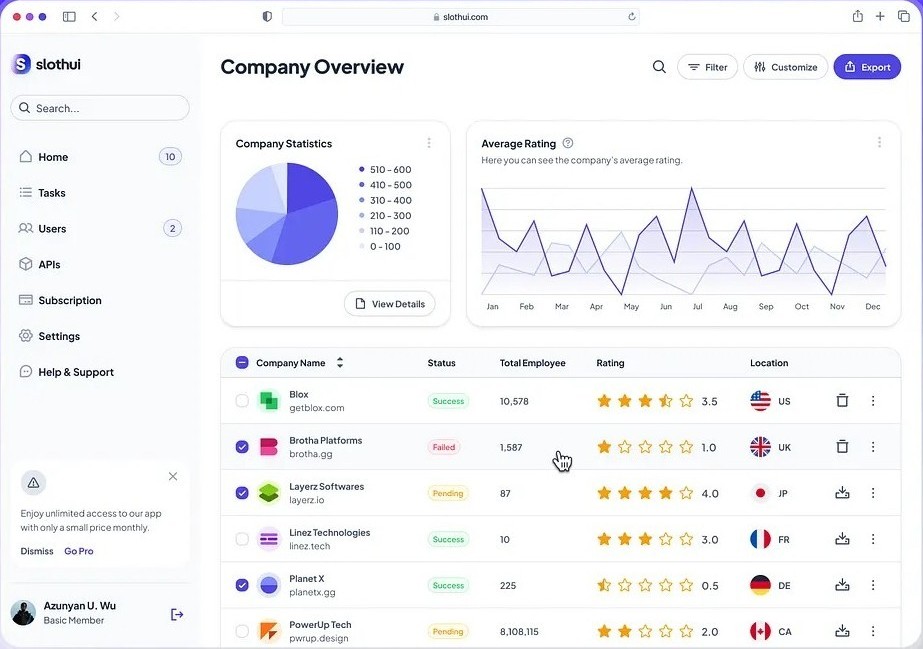 slothui.com
S slothui
Search...
Home 10
Tasks
Users 2
APIs
Subscription
Settings
Help & Support
Enjoy unlimited access to our app
with only a small price monthly.
Dismiss Go Pro
Azunyan U. Wu
Basic Member
Company Overview
Filter Customize Export
Company Statistics
510 - 600
410 - 500
310 - 400
210 - 300
110 - 200
0 - 100
View Details
Average Rating ?
Here you can see the company's average rating.
Jan Feb Mar Apr May Jun Jul Aug Sep Oct Nov Dec
Company Name Status Total Employee Rating Location
Blox
getblox.com Success 10,578 3.5 US
Brotha Platforms
brotha.gg Failed 1,587 1.0 UK
Layerz Softwares
layerz.io Pending 87 4.0 JP
Linez Technologies
linez.tech Success 10 3.0 FR
Planet X
planetx.gg Success 225 0.5 DE
PowerUp Tech
pwrup.design Pending 8,108,115 2.0 CA